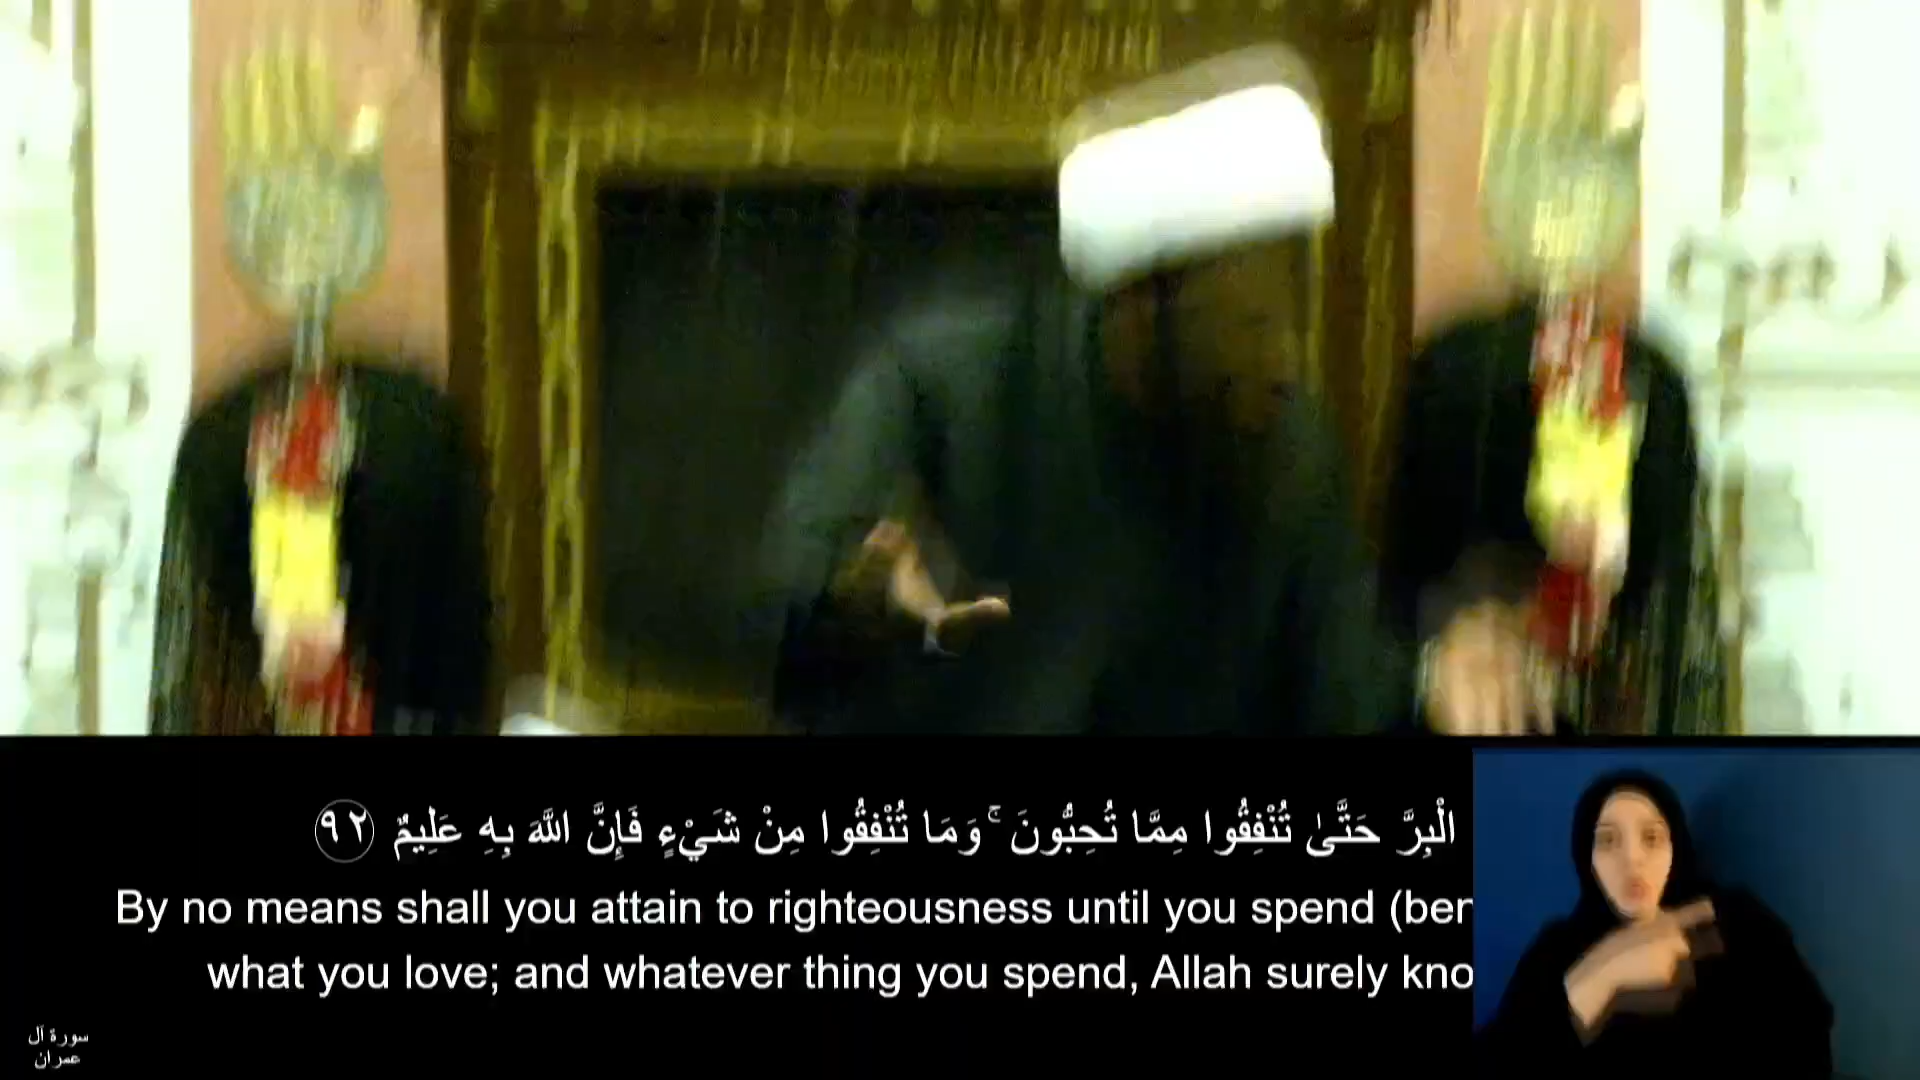 الْبِرَّ حَتَّىٰ تُنْفِقُوا مِمَّا تُحِبُّونَ ۚ وَمَا تُنْفِقُوا مِنْ شَيْءٍ فَإِنَّ اللَّهَ بِهِ عَلِيمٌ ٩٢
By no means shall you attain to righteousness until you spend (ber
what you love; and whatever thing you spend, Allah surely kno
سورة آل
عمران